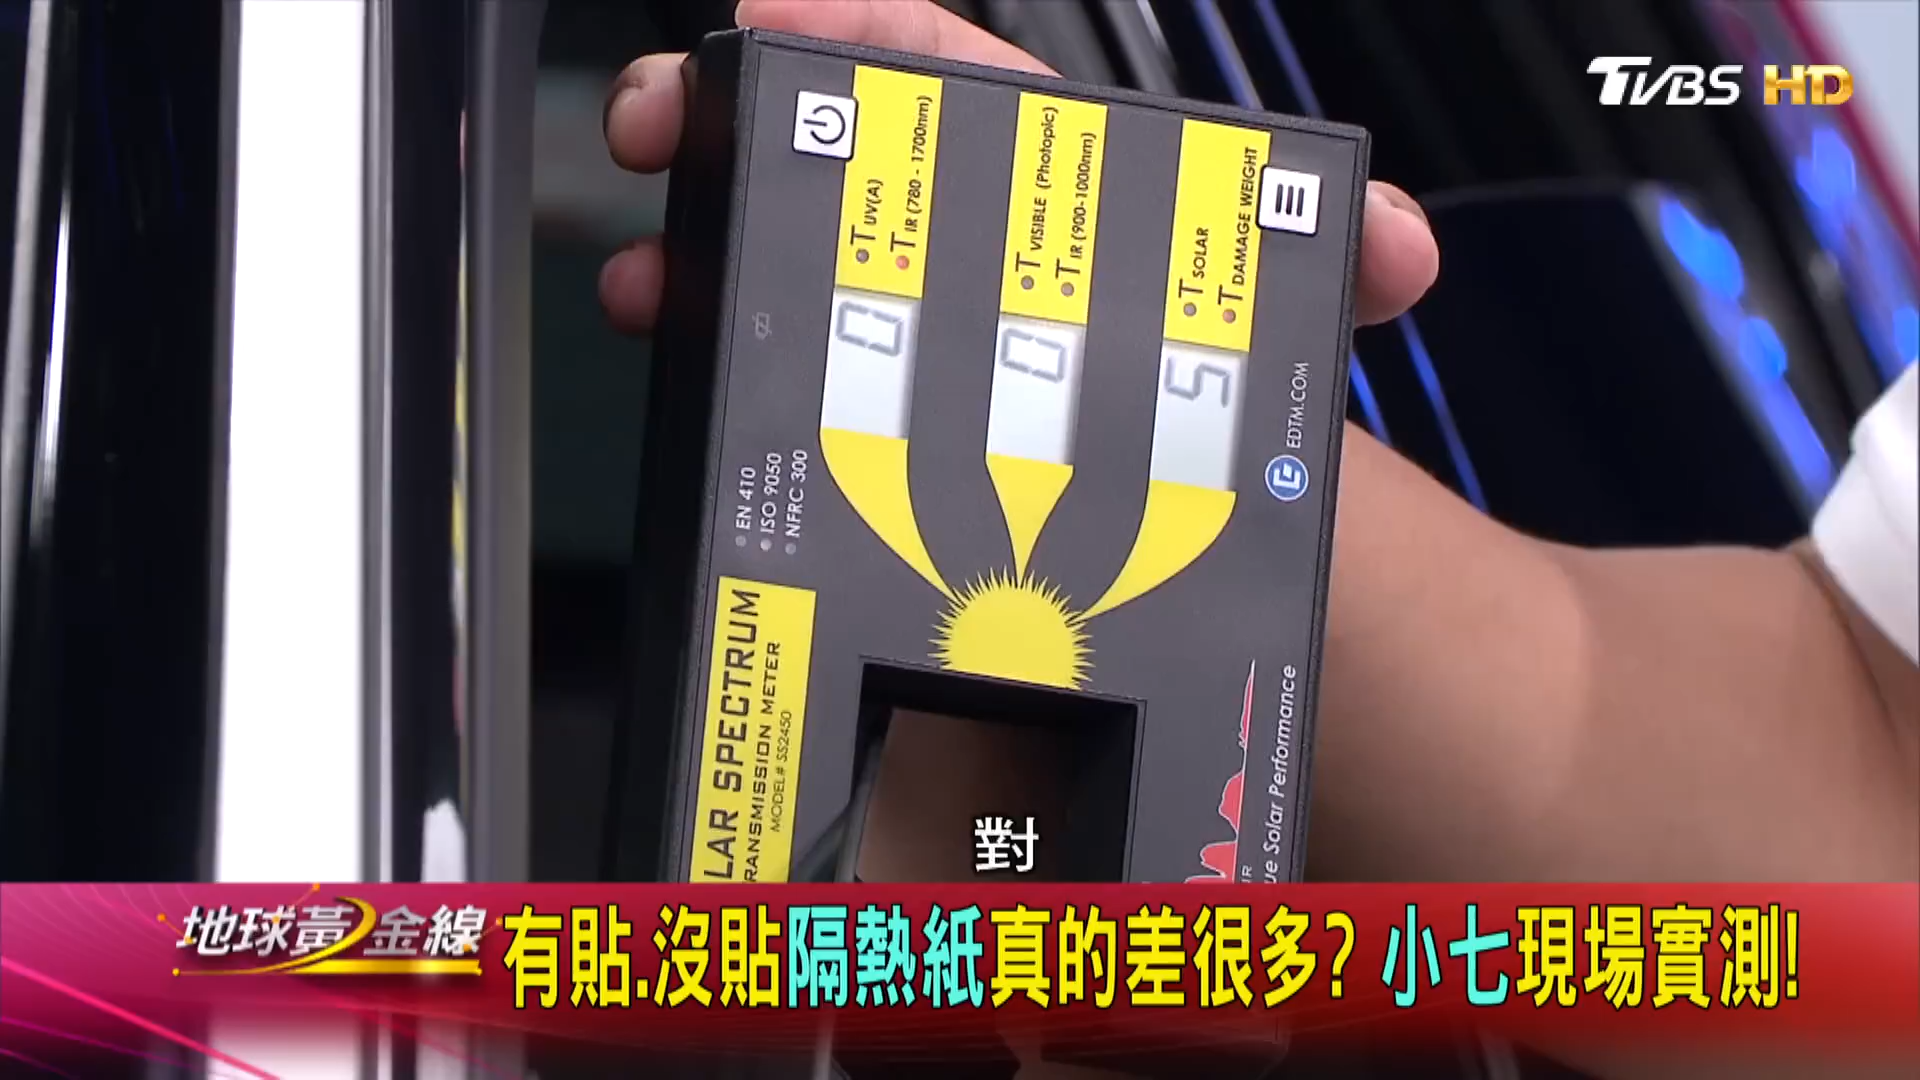 TVBS HD
T UV(A)
T IR (780 - 1700nm)
T VISIBLE (Photopic)
T IR (900-1000nm)
T SOLAR
T DAMAGE WEIGHT
0
0
5
EN 410
ISO 9050
NFRC 300
EDTM.COM
LAR SPECTRUM
RANSMISSION METER
MODEL# SS2450
ue Solar Performance
IR
對
地球黃金線
有貼.沒貼隔熱紙真的差很多? 小七現場實測!